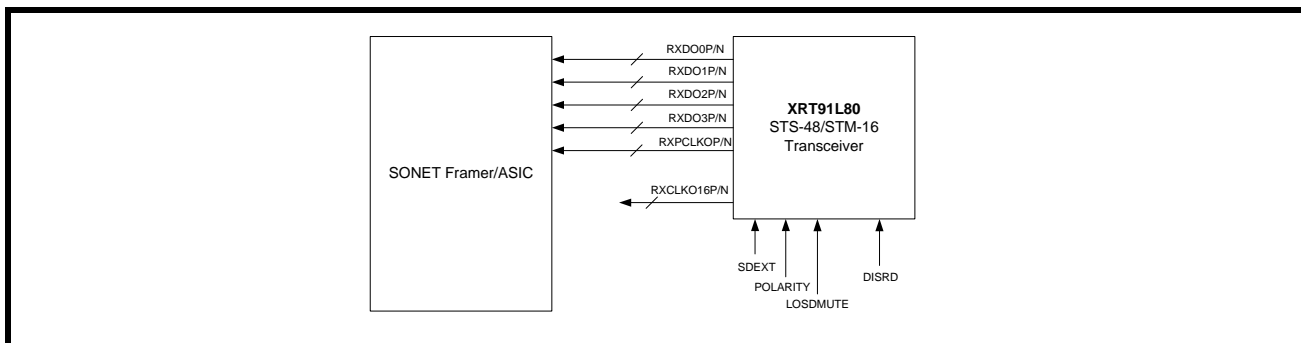 RXDO0P/N
RXDO1P/N
RXDO2P/N
RXDO3P/N
RXPCLKOP/N
RXCLKO16P/N
SONET Framer/ASIC
XRT91L80
STS-48/STM-16
Transceiver
SDEXT
POLARITY
LOSDMUTE
DISRD